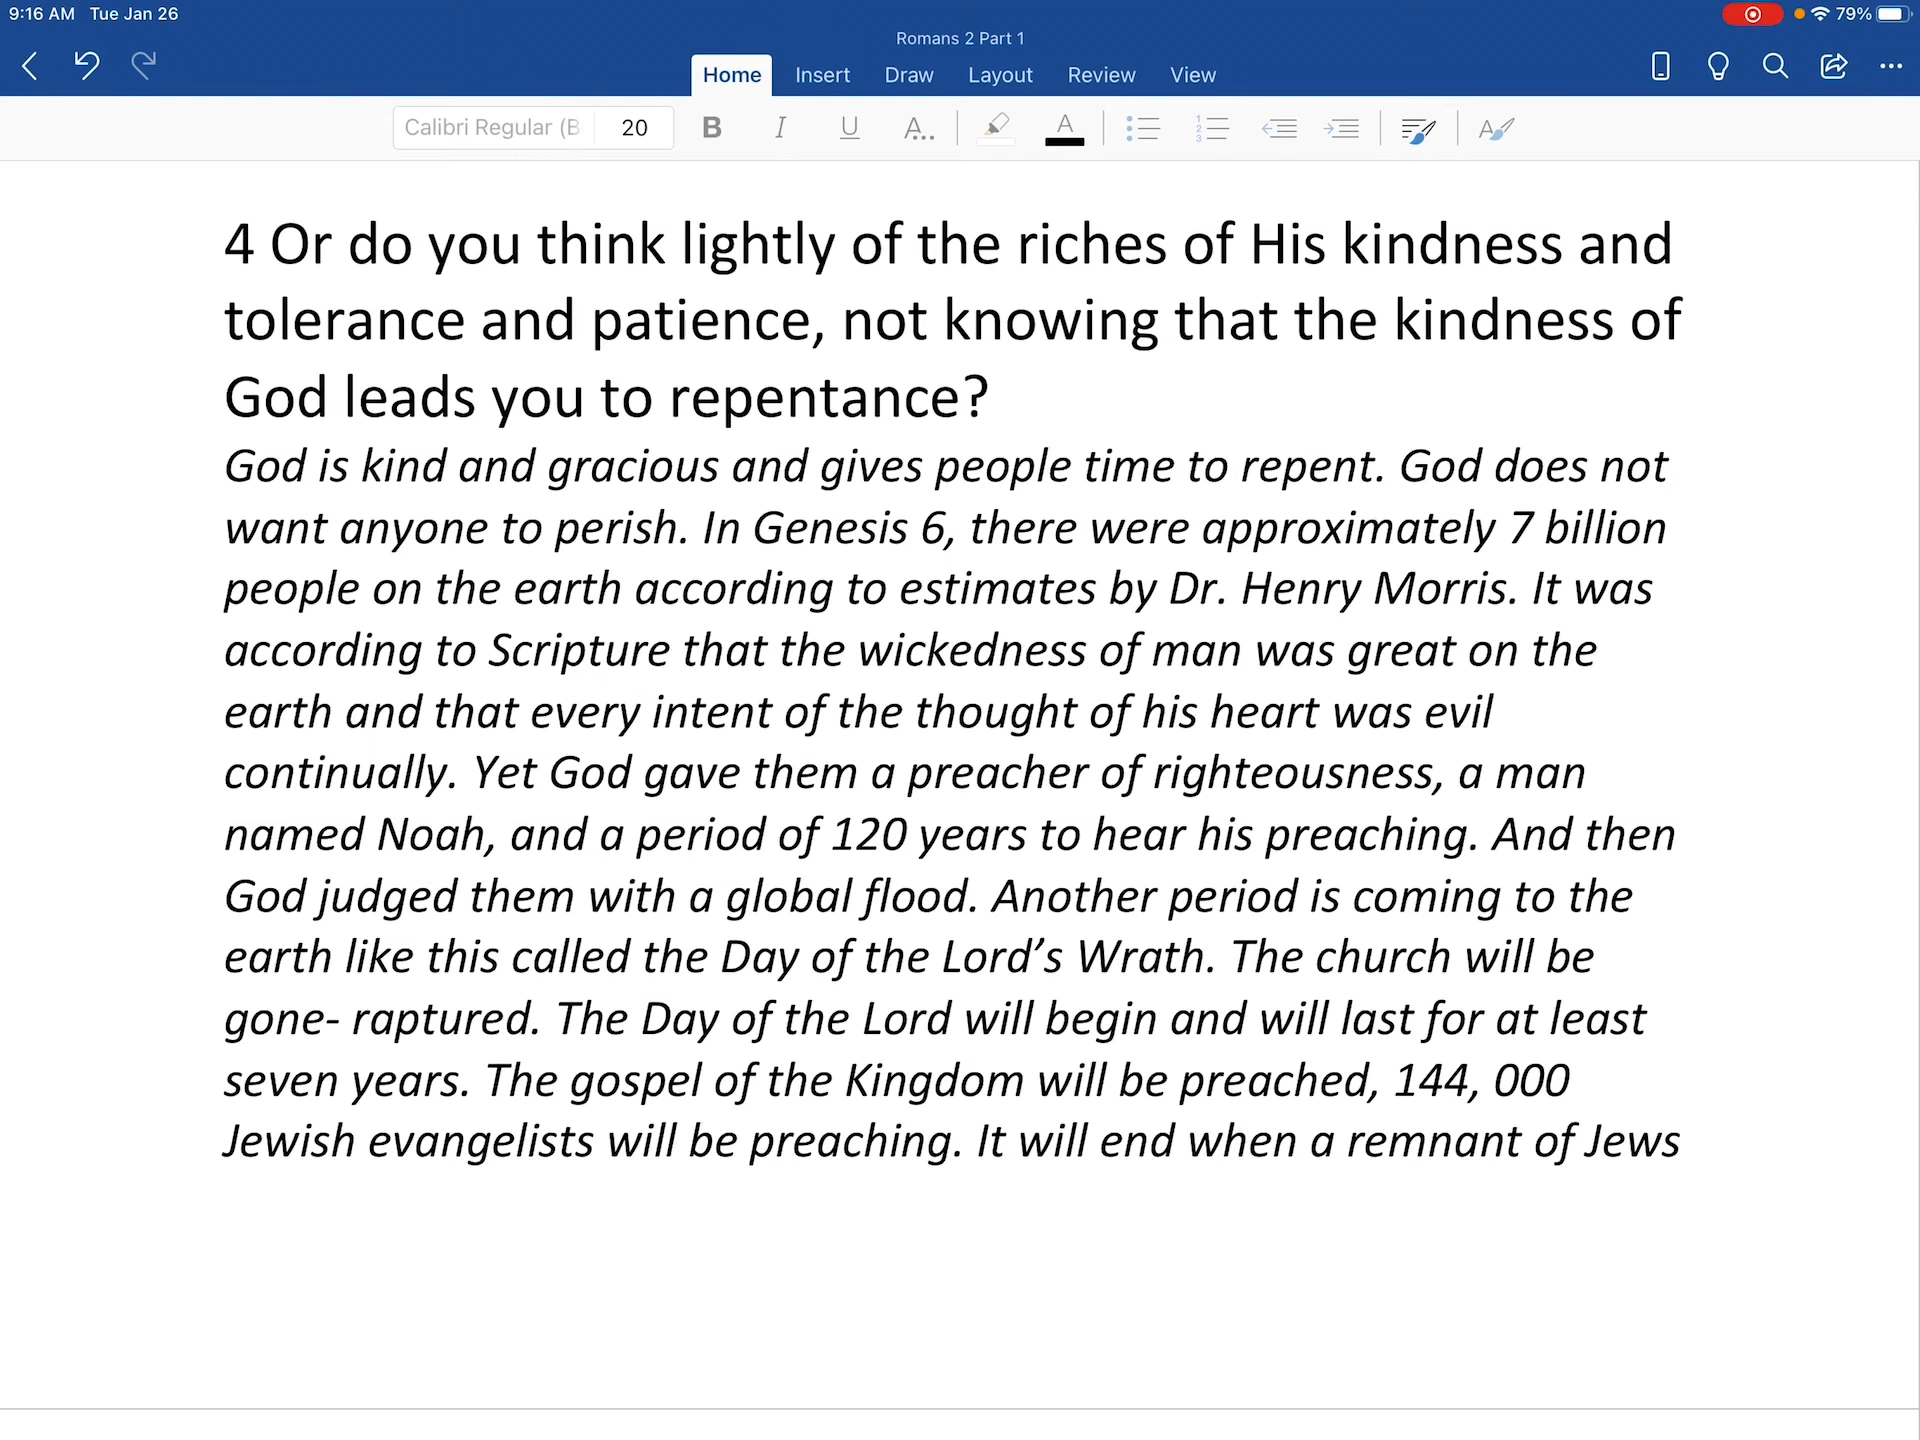 9:16 AM Tue Jan 26
79%
Romans 2 Part 1
Home Insert Draw Layout Review View
Calibri Regular (B 20 B I U A.. A A
4 Or do you think lightly of the riches of His kindness and
tolerance and patience, not knowing that the kindness of
God leads you to repentance?
God is kind and gracious and gives people time to repent. God does not
want anyone to perish. In Genesis 6, there were approximately 7 billion
people on the earth according to estimates by Dr. Henry Morris. It was
according to Scripture that the wickedness of man was great on the
earth and that every intent of the thought of his heart was evil
continually. Yet God gave them a preacher of righteousness, a man
named Noah, and a period of 120 years to hear his preaching. And then
God judged them with a global flood. Another period is coming to the
earth like this called the Day of the Lord’s Wrath. The church will be
gone- raptured. The Day of the Lord will begin and will last for at least
seven years. The gospel of the Kingdom will be preached, 144, 000
Jewish evangelists will be preaching. It will end when a remnant of Jews